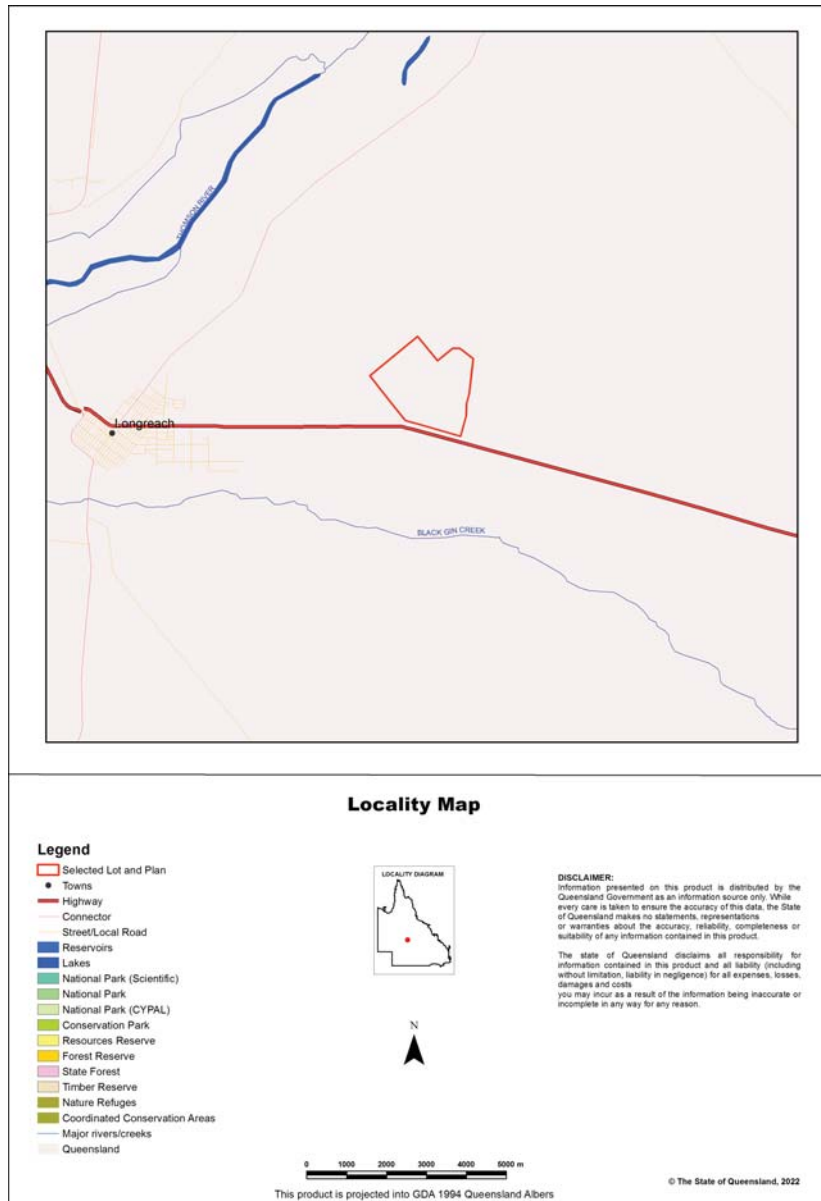 THOMSON RIVER
Longreach
BLACK GIN CREEK
Locality Map
Legend
Selected Lot and Plan
Towns
Highway
Connector
Street/Local Road
Reservoirs
Lakes
National Park (Scientific)
National Park
National Park (CYPAL)
Conservation Park
Resources Reserve
Forest Reserve
State Forest
Timber Reserve
Nature Refuges
Coordinated Conservation Areas
Major rivers/creeks
Queensland
LOCALITY DIAGRAM
N
DISCLAIMER:
Information presented on this product is distributed by the
Queensland Government as an information source only. While
every care is taken to ensure the accuracy of this data, the State
of Queensland makes no statements, representations
or warranties about the accuracy, reliability, completeness or
suitability of any information contained in this product.
The state of Queensland disclaims all responsibility for
information contained in this product and all liability (including
without limitation, liability in negligence) for all expenses, losses,
damages and costs
you may incur as a result of the information being inaccurate or
incomplete in any way for any reason.
0 1000 2000 3000 4000 5000 m
This product is projected into GDA 1994 Queensland Albers
© The State of Queensland, 2022